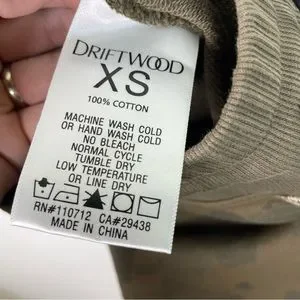 DRIFTWOOD
XS
100% COTTON
MACHINE WASH COLD
OR HAND WASH COLD
NO BLEACH
NORMAL CYCLE
TUMBLE DRY
LOW TEMPERATURE
OR LINE DRY
RN#110712 CA#29438
MADE IN CHINA